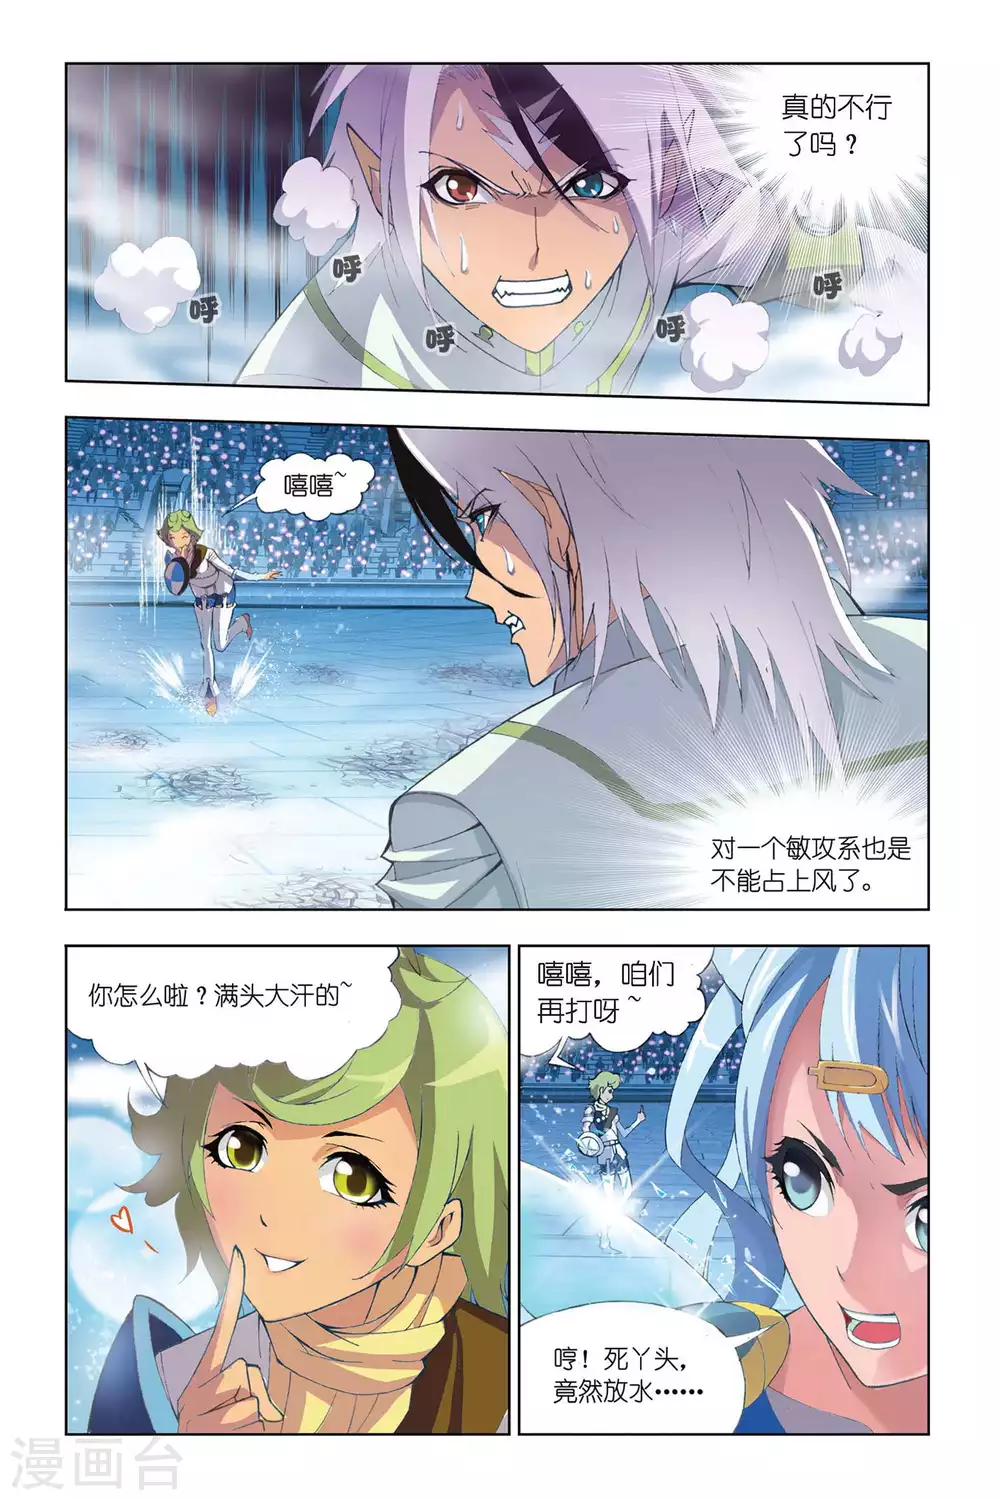 真的不行
了吗？
呼
呼
呼
呼
呼
嘻嘻~
对一个敏攻系也是
不能占上风了。
你怎么啦？满头大汗的~
嘻嘻，咱们
再打呀~
哼！死丫头，
竟然放水……
漫画台